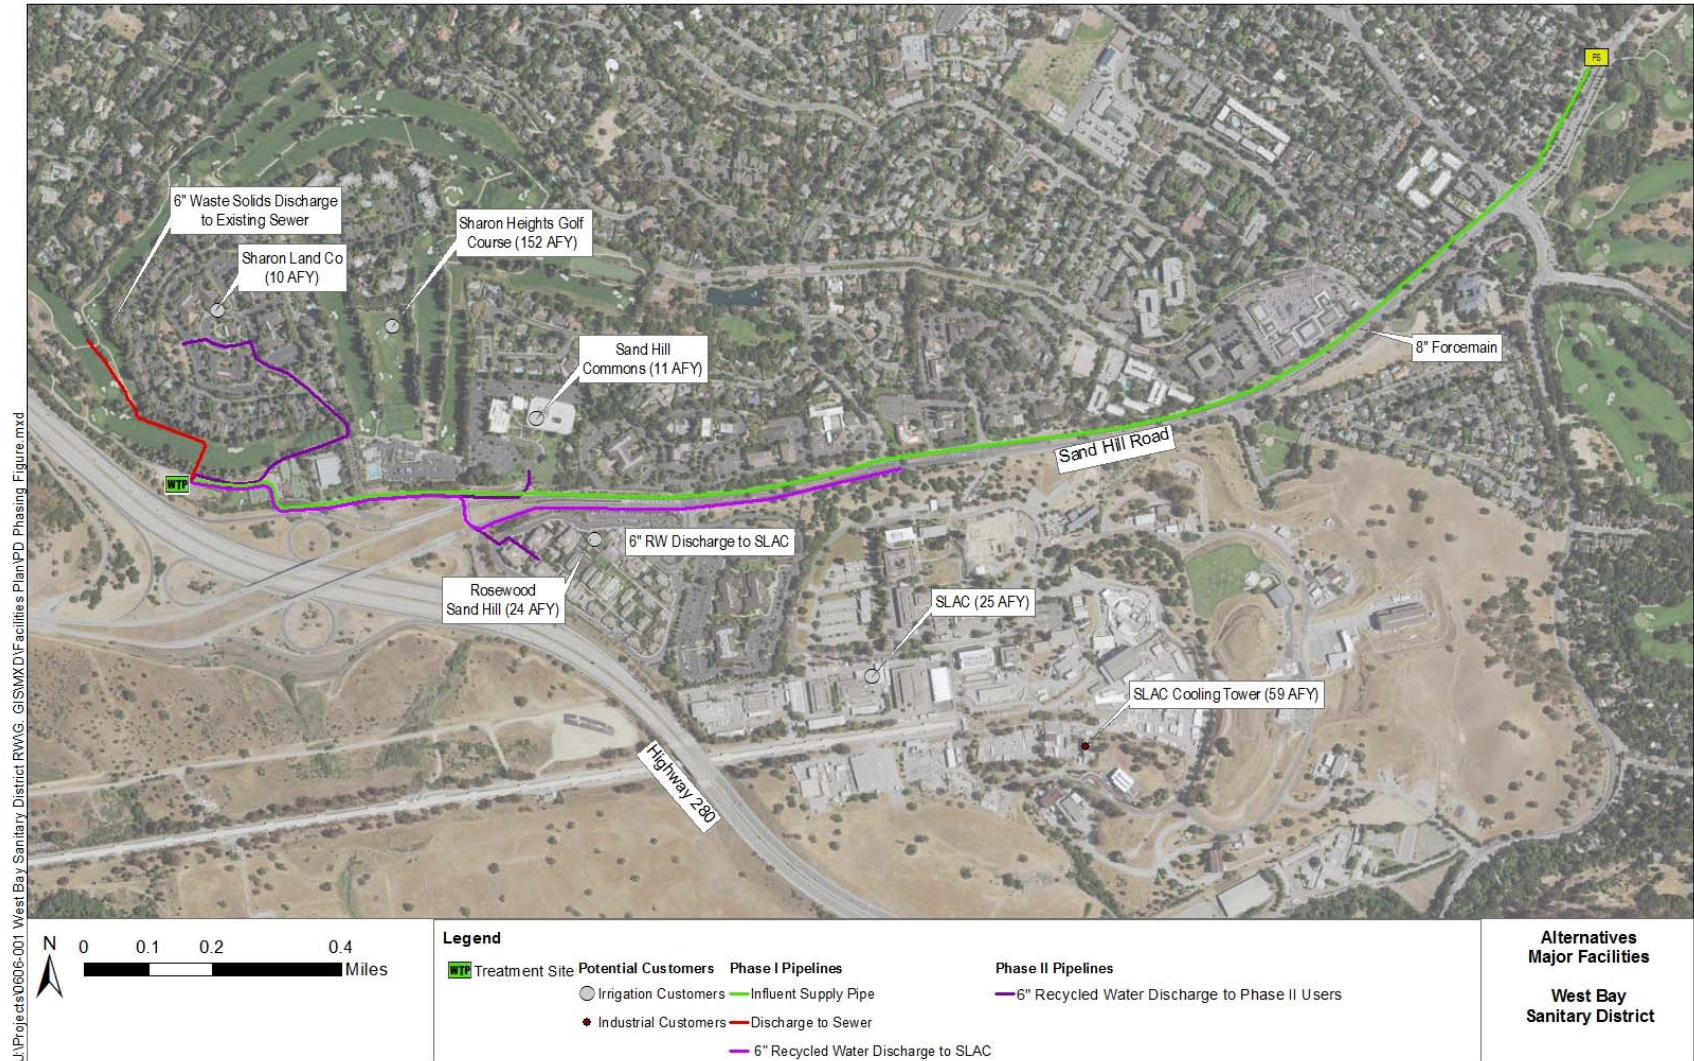 PS
6" Waste Solids Discharge
to Existing Sewer
Sharon Heights Golf
Course (152 AFY)
Sharon Land Co
(10 AFY)
Sand Hill
Commons (11 AFY)
8" Forcemain
Sand Hill Road
WTP
6" RW Discharge to SLAC
Rosewood
Sand Hill (24 AFY)
SLAC (25 AFY)
SLAC Cooling Tower (59 AFY)
Highway 280
J:\Projects\0606-001 West Bay Sanitary District RW\G. GIS\MXD\Facilities Plan\PD Phasing Figure.mxd
N
0 0.1 0.2 0.4
Miles
Legend
WTP Treatment Site
Potential Customers
Irrigation Customers
Industrial Customers
Phase I Pipelines
Influent Supply Pipe
Discharge to Sewer
6" Recycled Water Discharge to SLAC
Phase II Pipelines
6" Recycled Water Discharge to Phase II Users
Alternatives
Major Facilities
West Bay
Sanitary District